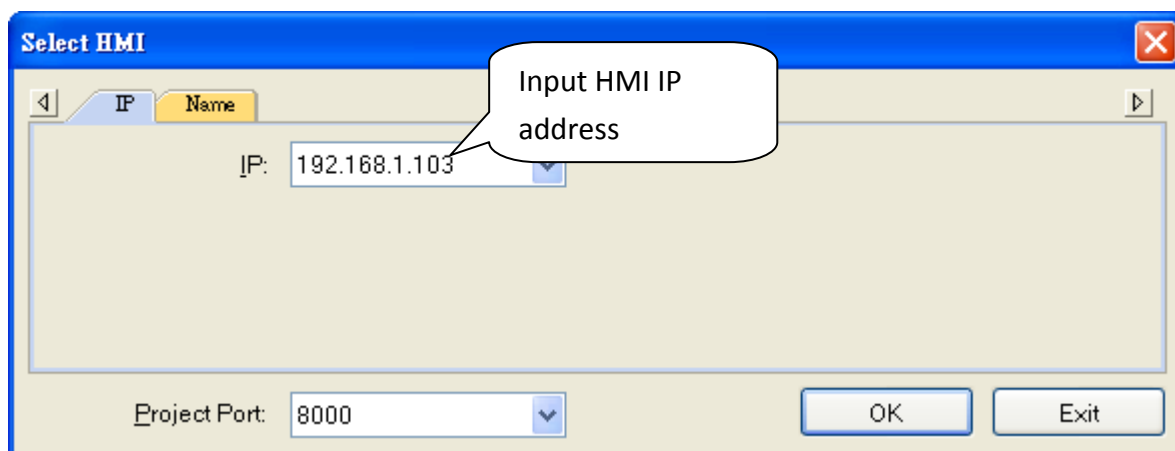 Select HMI
Input HMI IP
address
IP
Name
IP:
192.168.1.103
Project Port:
8000
OK
Exit